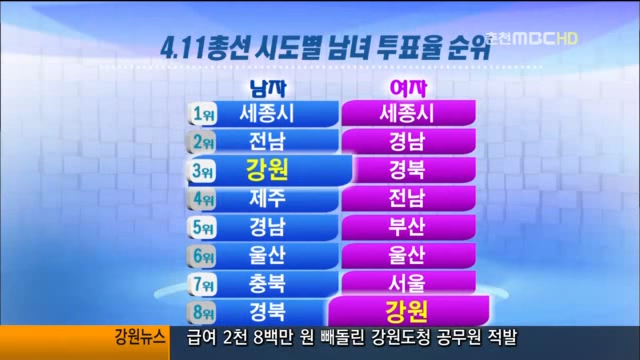 춘천MBC HD
4.11총선 시도별 남녀 투표율 순위
남자 여자
1위 세종시 세종시
2위 전남 경남
3위 강원 경북
4위 제주 전남
5위 경남 부산
6위 울산 울산
7위 충북 서울
8위 경북 강원
강원뉴스 급여 2천 8백만 원 빼돌린 강원도청 공무원 적발